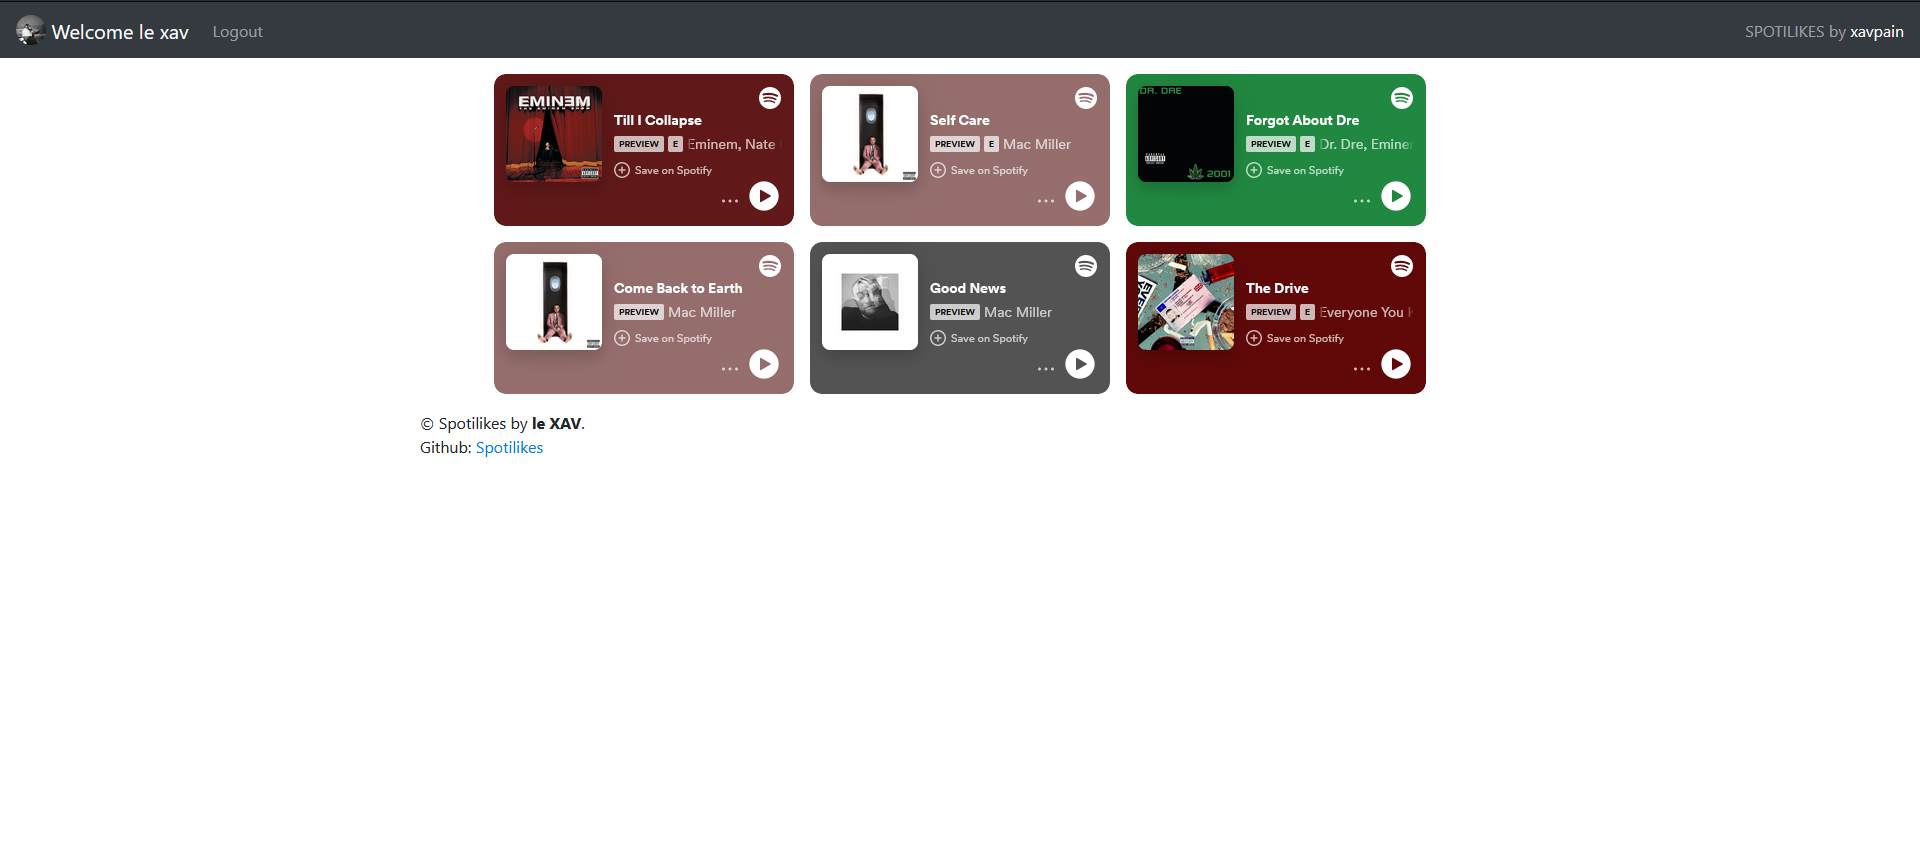 Welcome le xav Logout SPOTILIKES by xavpain
EMINEM
Till I Collapse
PREVIEW E Eminem, Nate
Save on Spotify
Self Care
PREVIEW E Mac Miller
Save on Spotify
DR. DRE
2001
Forgot About Dre
PREVIEW E Dr. Dre, Eminem
Save on Spotify
Come Back to Earth
PREVIEW Mac Miller
Save on Spotify
Good News
PREVIEW Mac Miller
Save on Spotify
The Drive
PREVIEW E Everyone You K
Save on Spotify
© Spotilikes by le XAV.
Github: Spotilikes